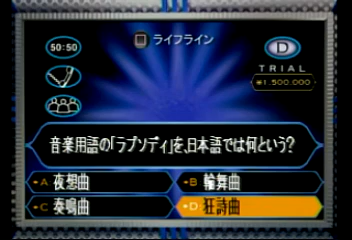 50:50
ライフライン
D
TRIAL
¥1,500,000
音楽用語の「ラプソディ」を、日本語では何という?
A 夜想曲
B 輪舞曲
C 奏鳴曲
D 狂詩曲